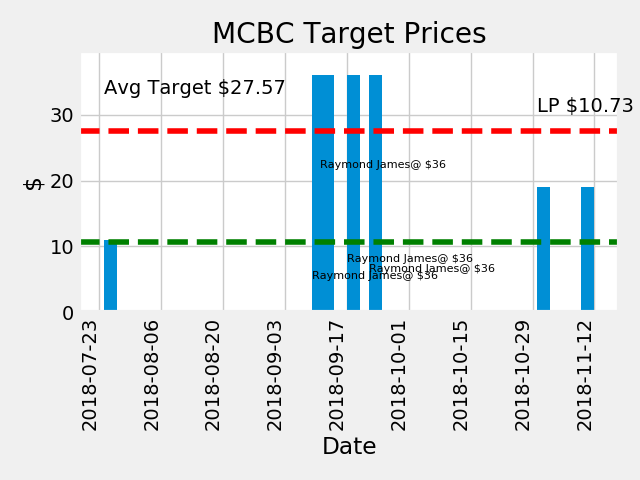 MCBC Target Prices
Avg Target $27.57
LP $10.73
30
20
10
0
$
Raymond James@ $36
Raymond James@ $36
Raymond James@ $36
Raymond James@ $36
2018-07-23
2018-08-06
2018-08-20
2018-09-03
2018-09-17
2018-10-01
2018-10-15
2018-10-29
2018-11-12
Date